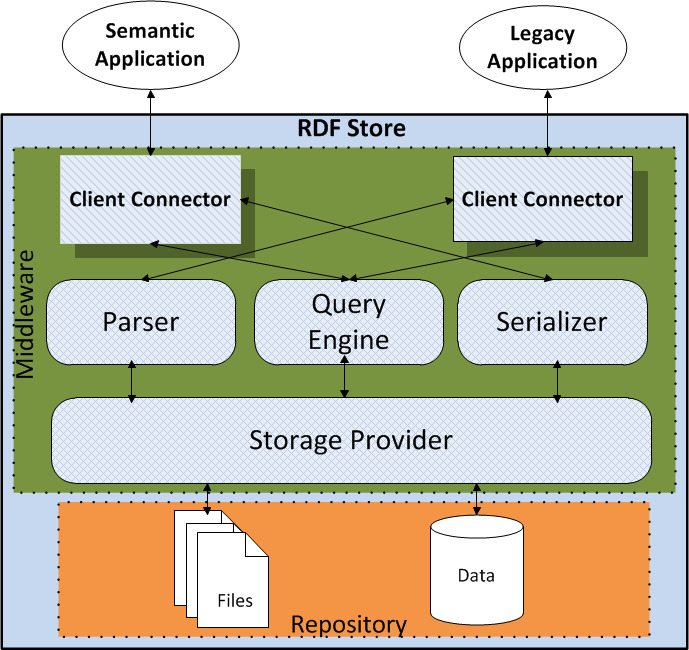 Semantic
Application
Legacy
Application
RDF Store
Client Connector
Client Connector
Middleware
Parser
Query
Engine
Serializer
Storage Provider
Files
Data
Repository